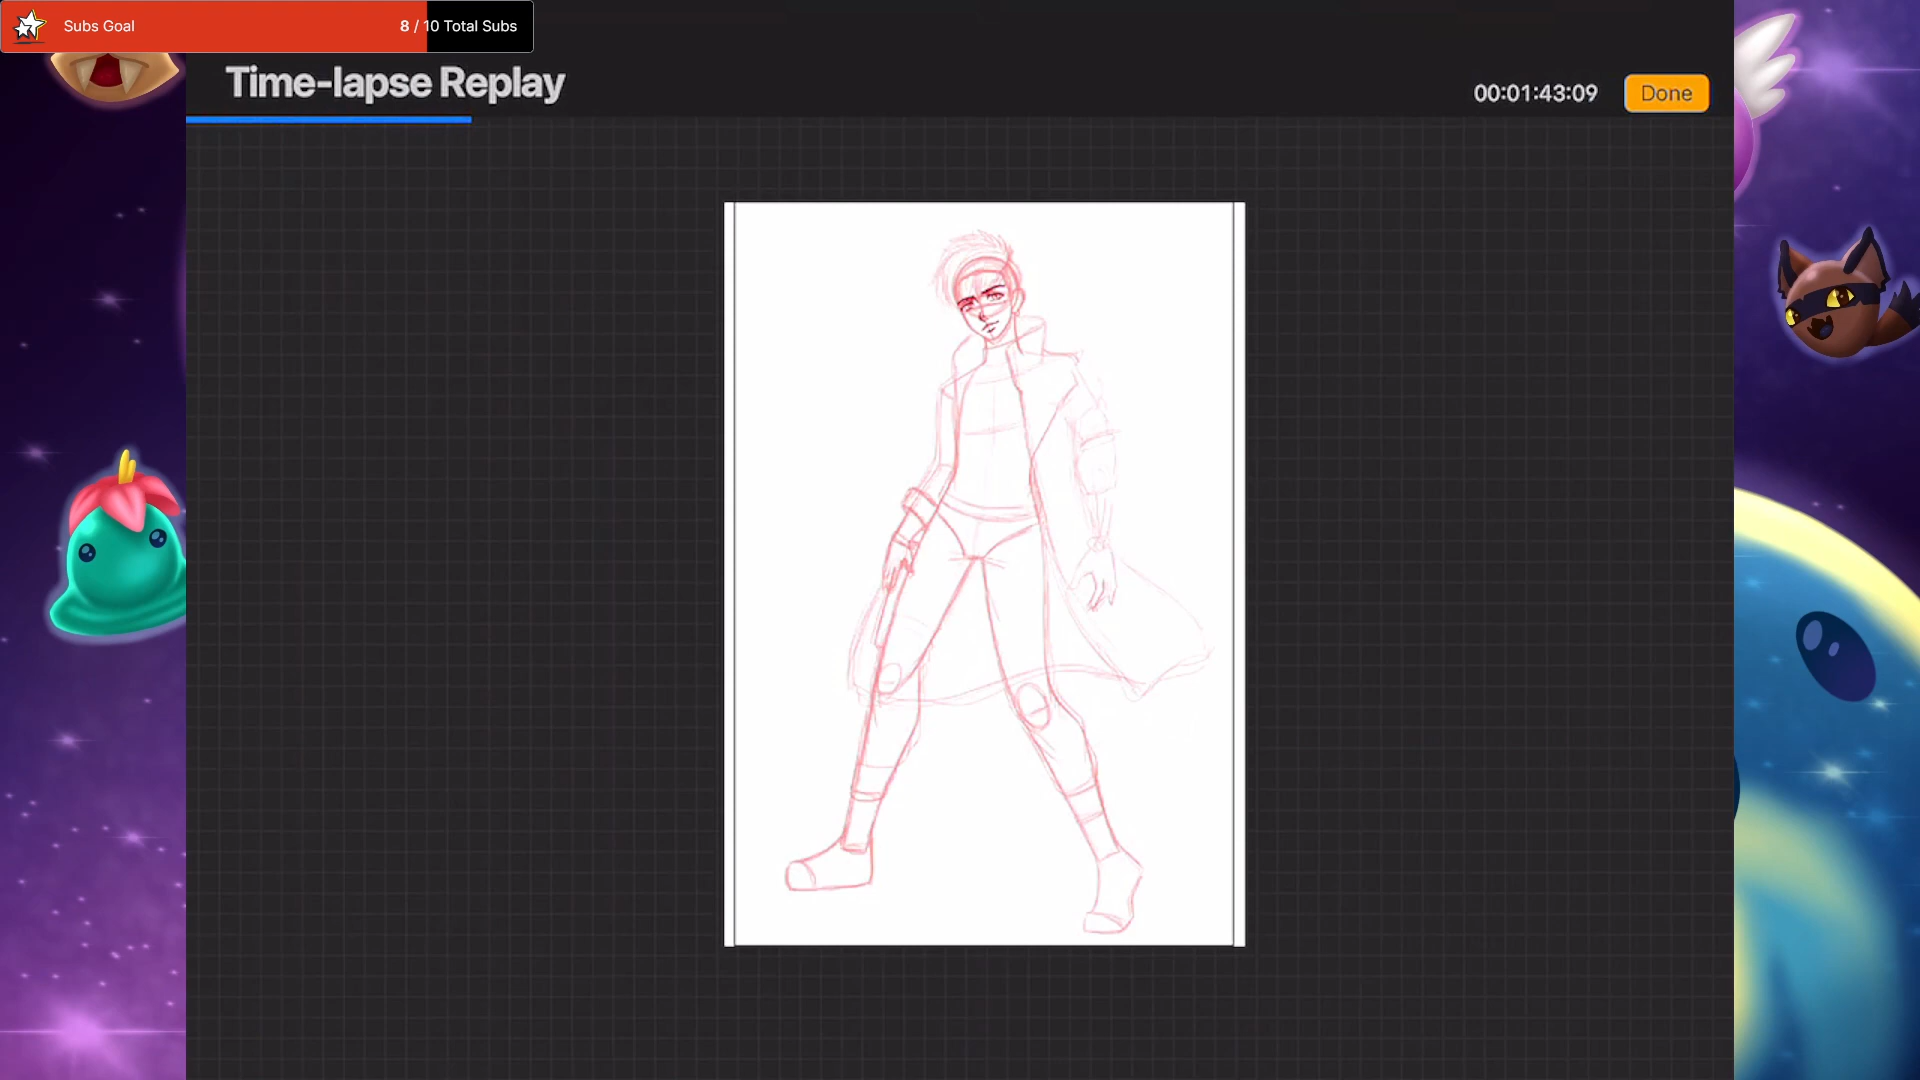 Subs Goal
8 / 10 Total Subs
Time-lapse Replay
00:01:43:09
Done